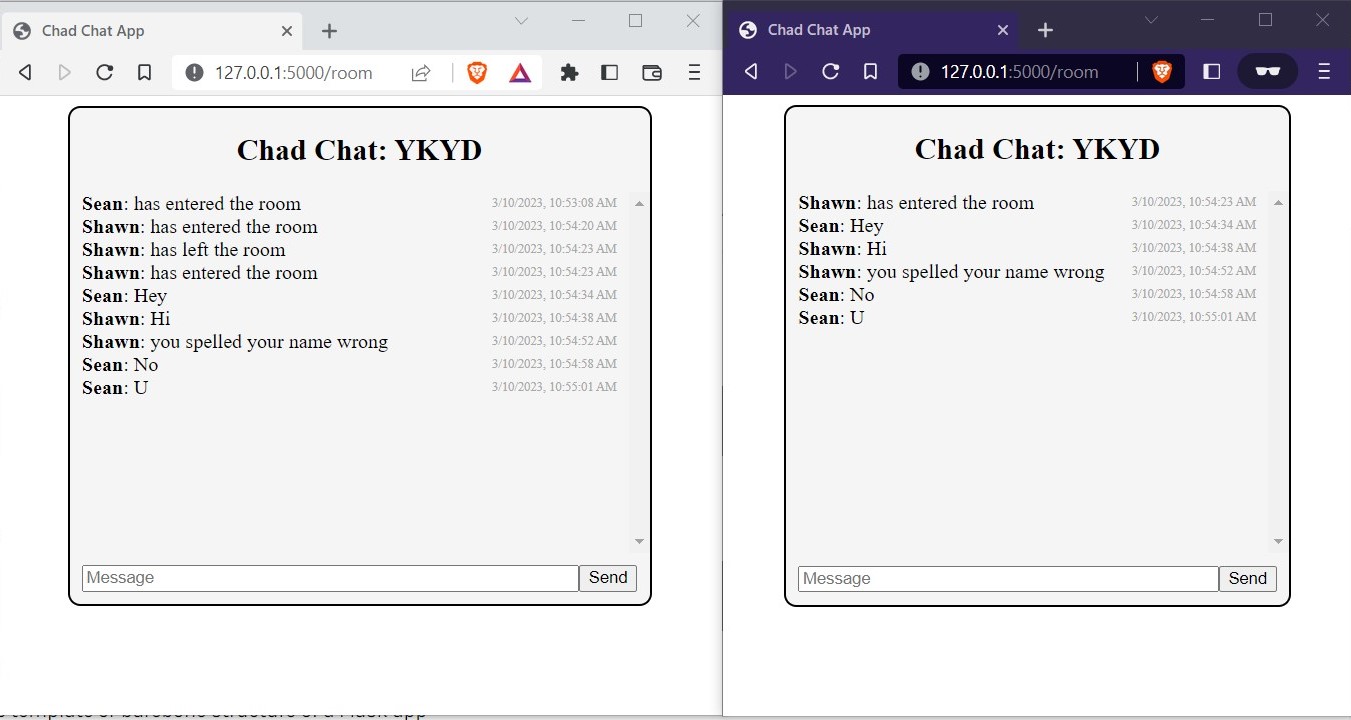 Chad Chat App
127.0.0.1:5000/room
Chad Chat: YKYD
Sean: has entered the room 3/10/2023, 10:53:08 AM
Shawn: has entered the room 3/10/2023, 10:54:20 AM
Shawn: has left the room 3/10/2023, 10:54:23 AM
Shawn: has entered the room 3/10/2023, 10:54:23 AM
Sean: Hey 3/10/2023, 10:54:34 AM
Shawn: Hi 3/10/2023, 10:54:38 AM
Shawn: you spelled your name wrong 3/10/2023, 10:54:52 AM
Sean: No 3/10/2023, 10:54:58 AM
Sean: U 3/10/2023, 10:55:01 AM
Message Send
Chad Chat App
127.0.0.1:5000/room
Chad Chat: YKYD
Shawn: has entered the room 3/10/2023, 10:54:23 AM
Sean: Hey 3/10/2023, 10:54:34 AM
Shawn: Hi 3/10/2023, 10:54:38 AM
Shawn: you spelled your name wrong 3/10/2023, 10:54:52 AM
Sean: No 3/10/2023, 10:54:58 AM
Sean: U 3/10/2023, 10:55:01 AM
Message Send